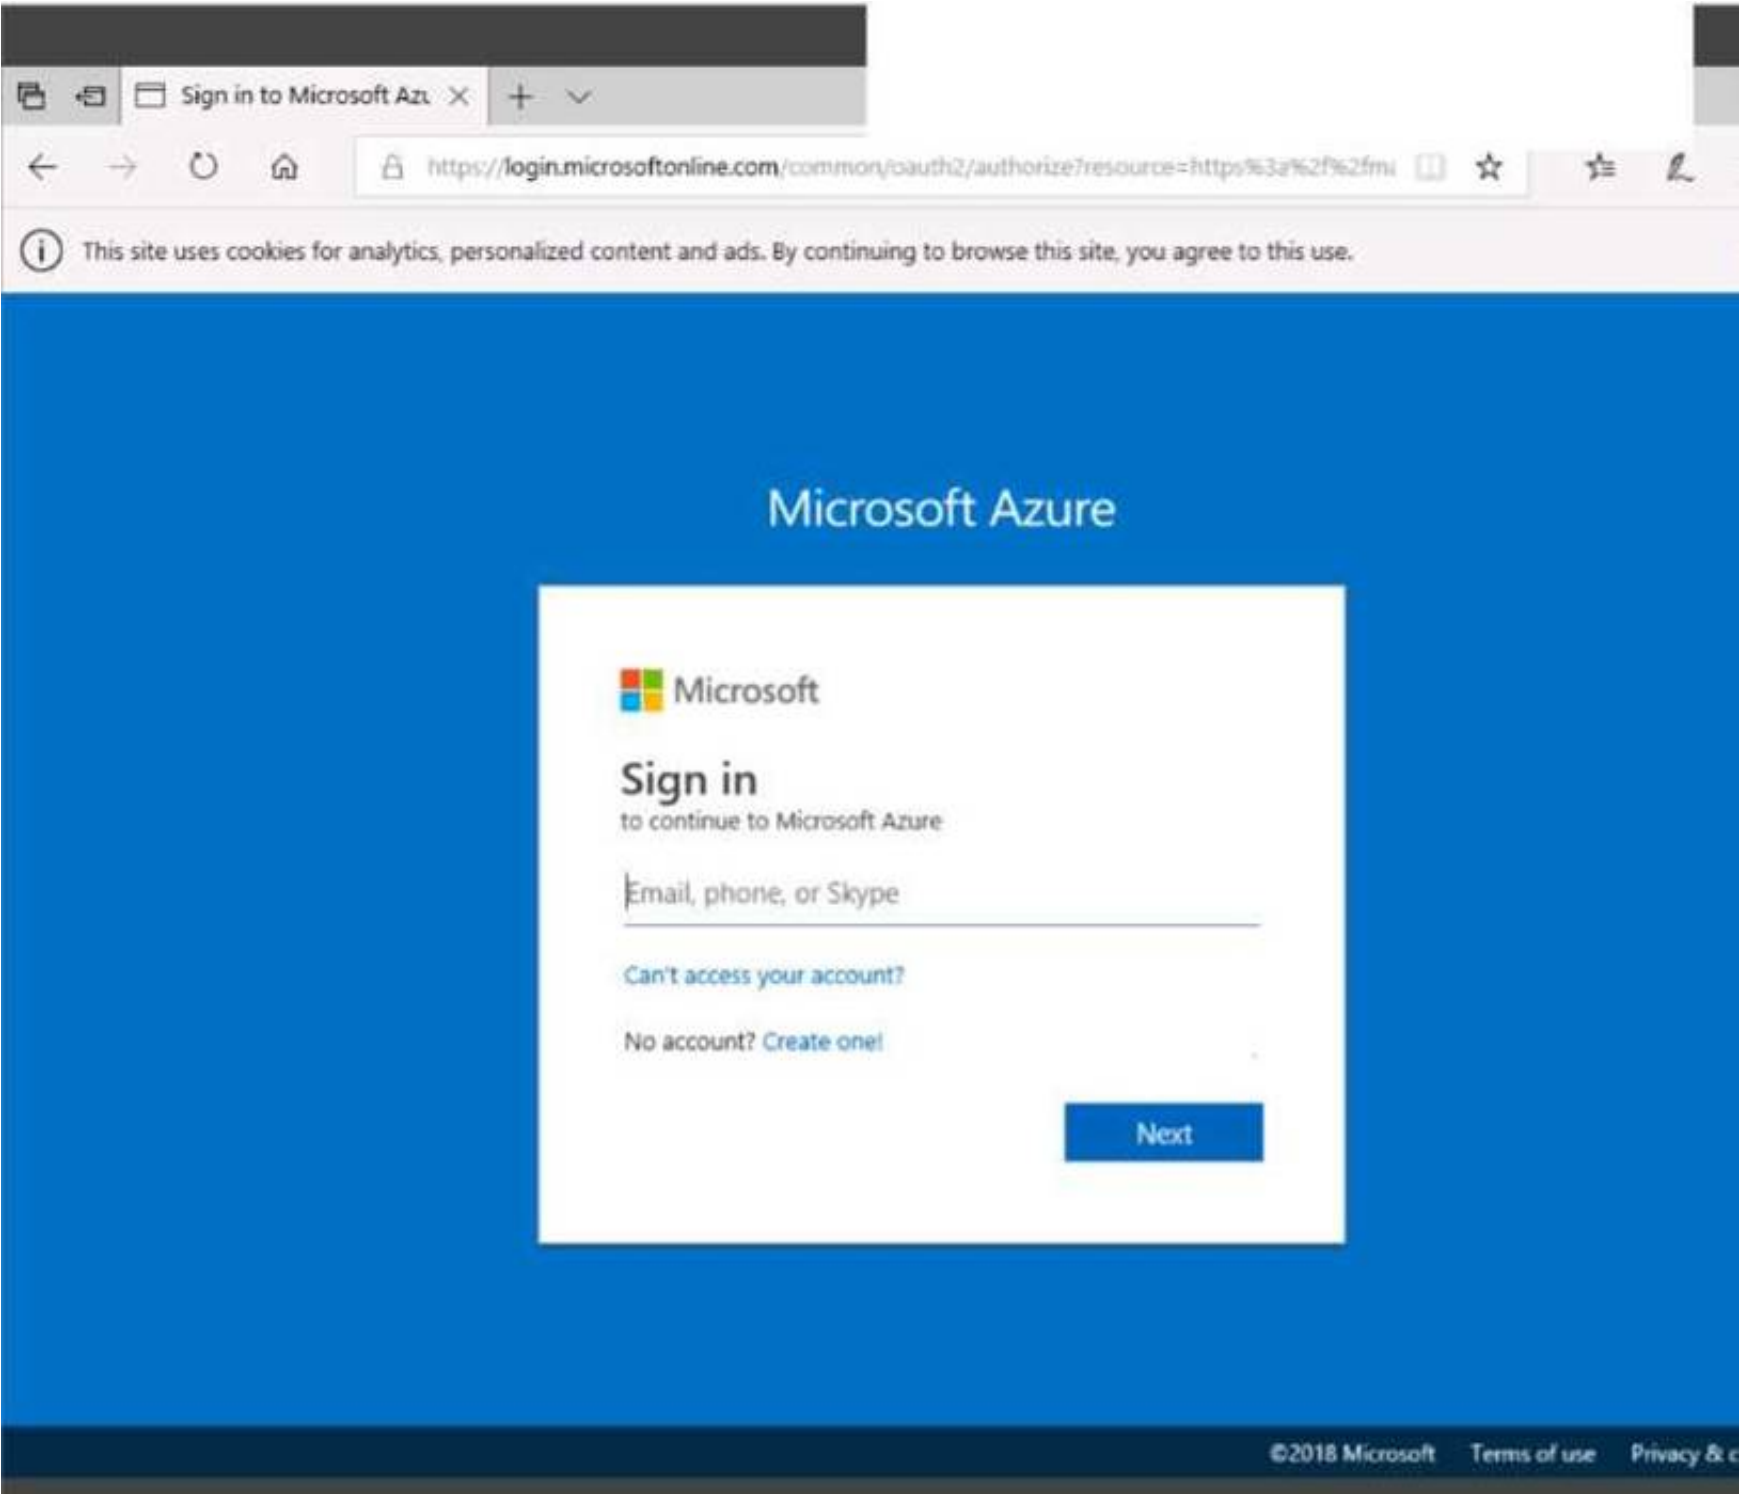 Sign in to Microsoft Azu
https://login.microsoftonline.com/common/oauth2/authorize?resource=https%3a%2f%2fma
This site uses cookies for analytics, personalized content and ads. By continuing to browse this site, you agree to this use.
Microsoft Azure
Microsoft
Sign in
to continue to Microsoft Azure
Email, phone, or Skype
Can't access your account?
No account? Create one!
Next
©2018 Microsoft Terms of use Privacy & c